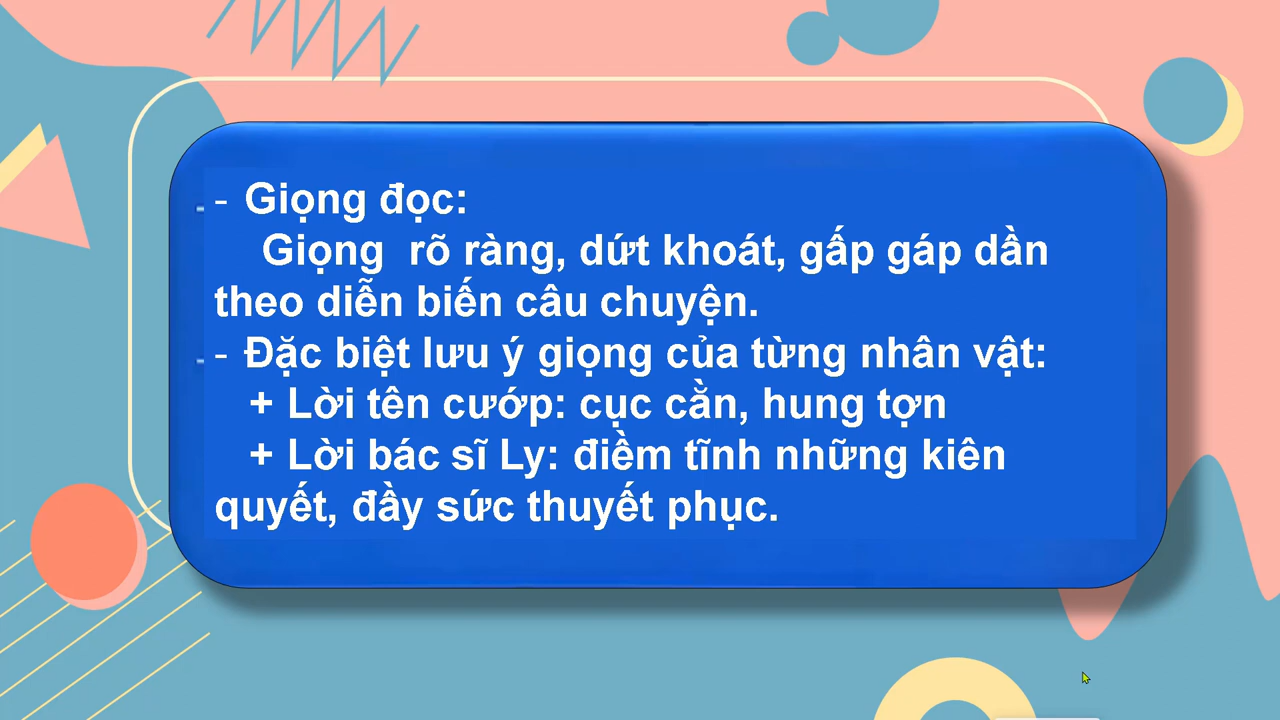 - Giọng đọc:
Giọng rõ ràng, dứt khoát, gấp gáp dần
theo diễn biến câu chuyện.
- Đặc biệt lưu ý giọng của từng nhân vật:
+ Lời tên cướp: cục cằn, hung tợn
+ Lời bác sĩ Ly: điềm tĩnh những kiên
quyết, đầy sức thuyết phục.